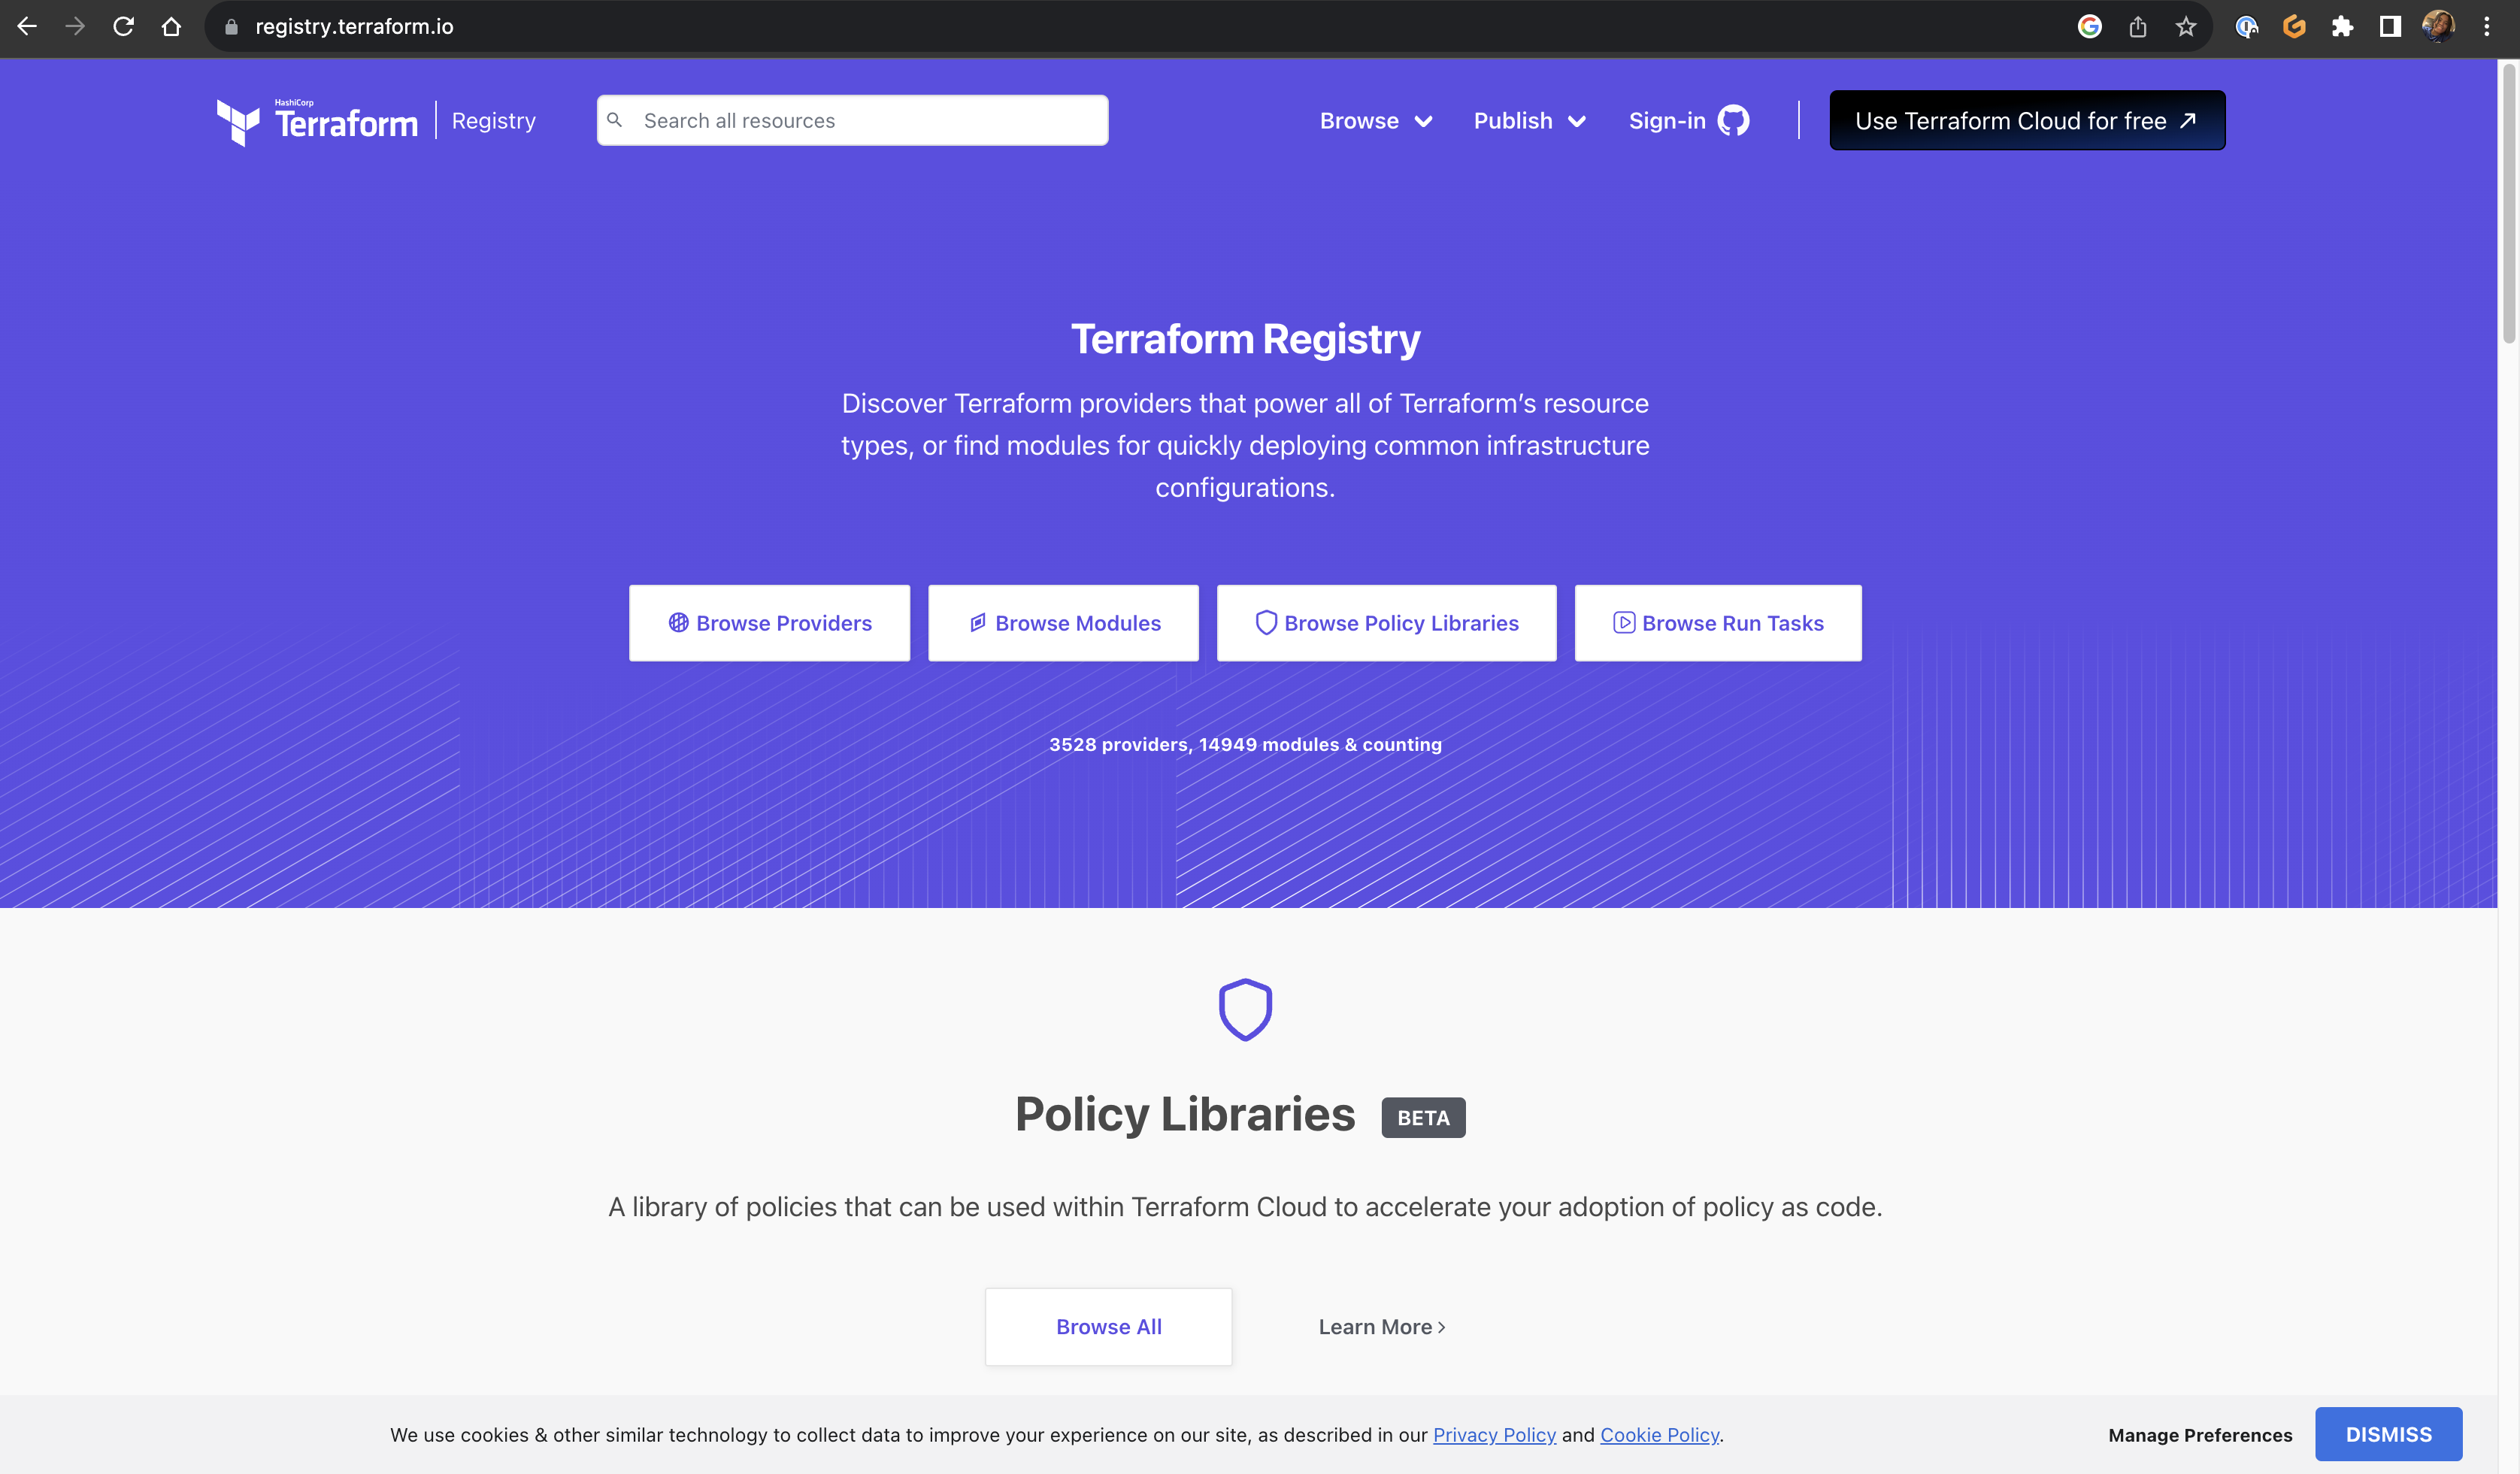 registry.terraform.io
HashiCorp
Terraform
Registry
Search all resources
Browse
Publish
Sign-in
Use Terraform Cloud for free
Terraform Registry
Discover Terraform providers that power all of Terraform’s resource
types, or find modules for quickly deploying common infrastructure
configurations.
Browse Providers
Browse Modules
Browse Policy Libraries
Browse Run Tasks
3528 providers, 14949 modules & counting
Policy Libraries BETA
A library of policies that can be used within Terraform Cloud to accelerate your adoption of policy as code.
Browse All
Learn More
We use cookies & other similar technology to collect data to improve your experience on our site, as described in our Privacy Policy and Cookie Policy.
Manage Preferences
DISMISS